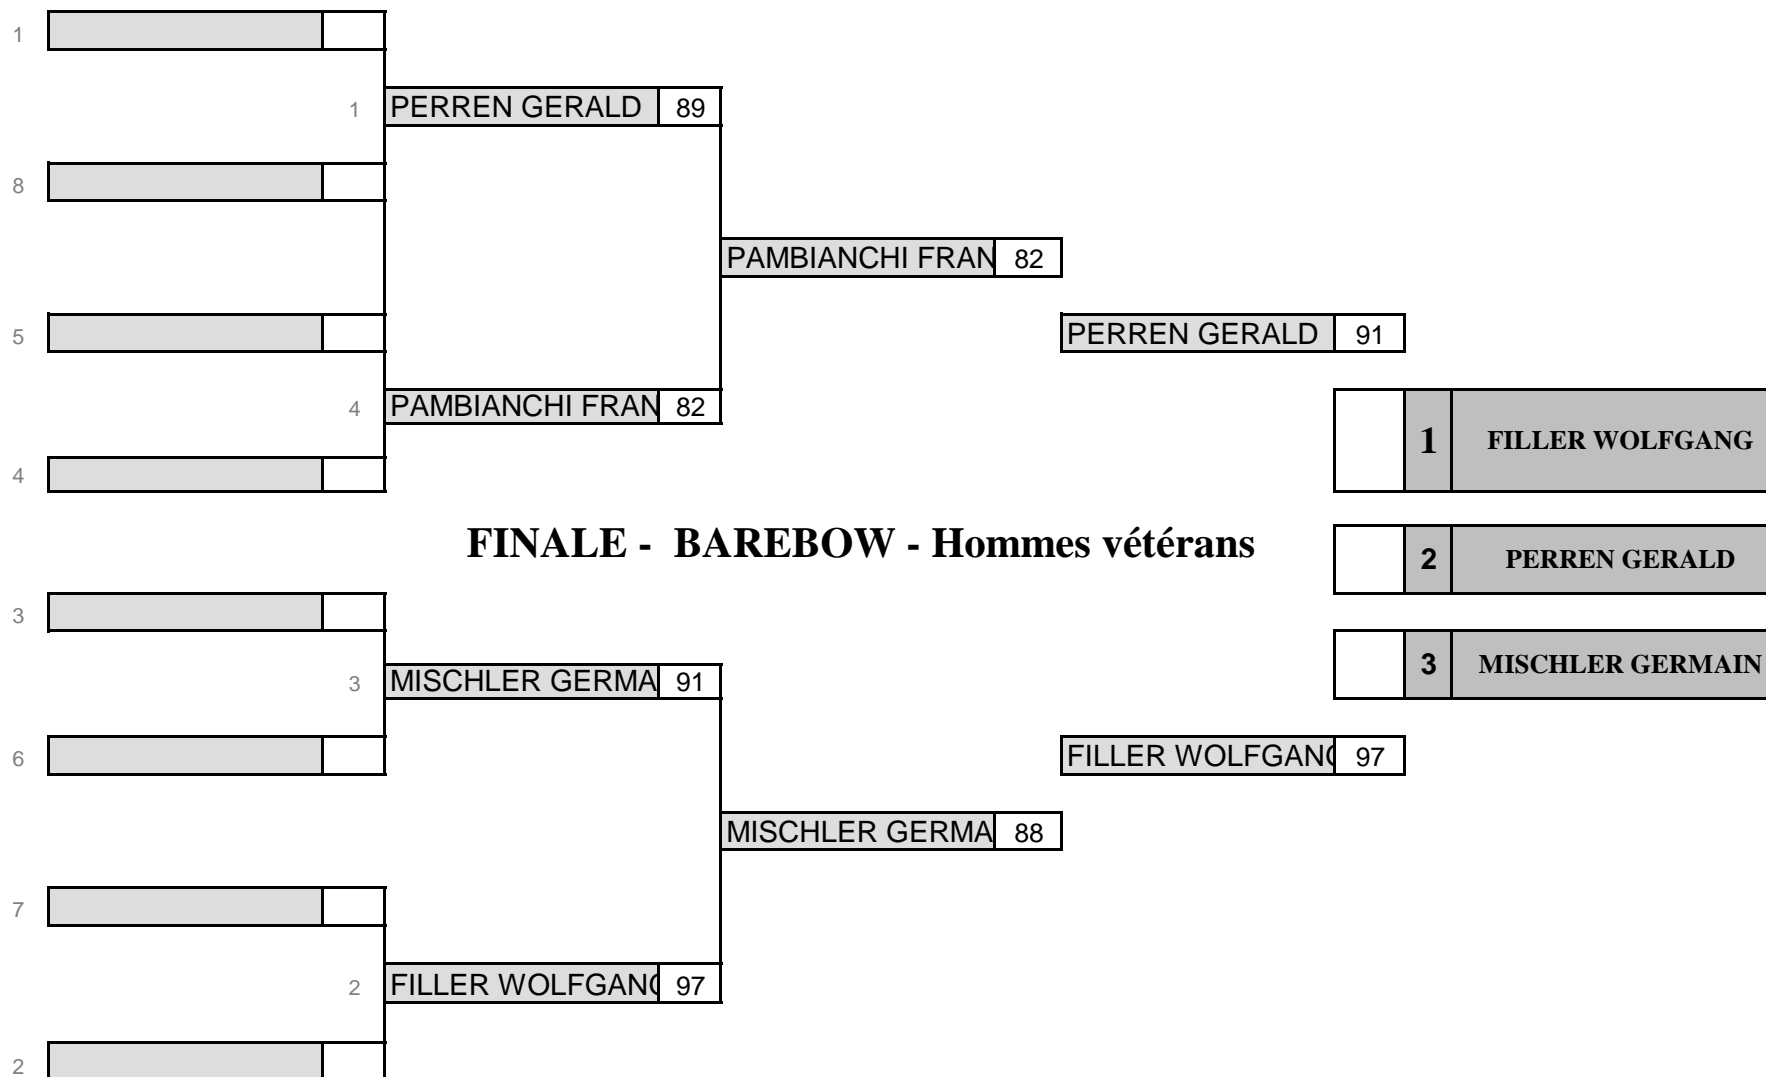 1
1 PERREN GERALD 89
8
PAMBIANCHI FRAN 82
5
PERREN GERALD 91
4 PAMBIANCHI FRAN 82
1 FILLER WOLFGANG
4
FINALE - BAREBOW - Hommes vétérans
2 PERREN GERALD
3
3 MISCHLER GERMAIN
3 MISCHLER GERMA 91
6
FILLER WOLFGANG 97
MISCHLER GERMA 88
7
2 FILLER WOLFGANG 97
2